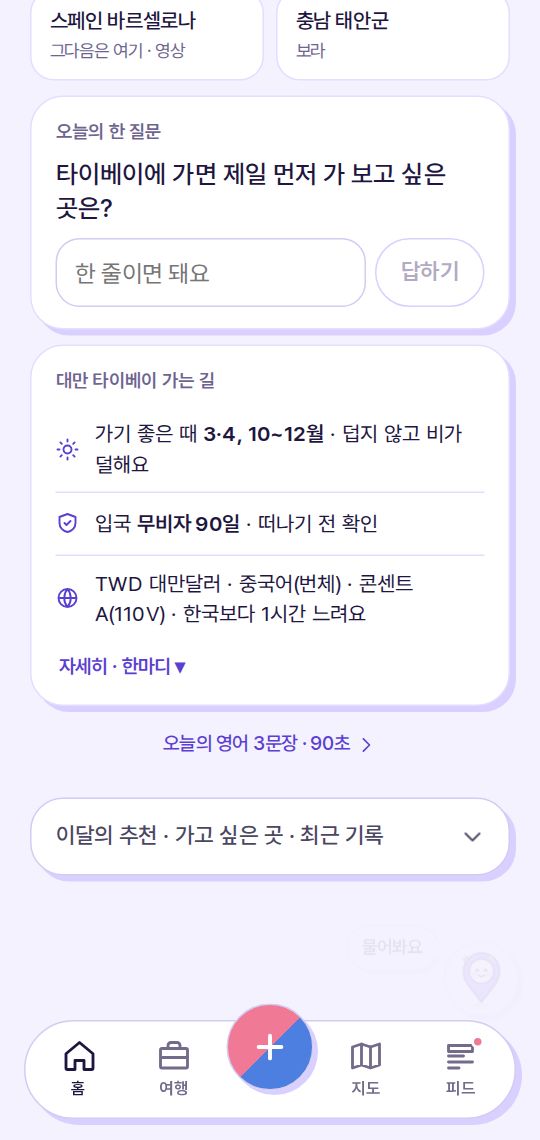 스페인 바르셀로나
그다음은 여기 · 영상
충남 태안군
보라
오늘의 한 질문
타이베이에 가면 제일 먼저 가 보고 싶은
곳은?
한 줄이면 돼요
답하기
대만 타이베이 가는 길
가기 좋은 때 3·4, 10~12월 · 덥지 않고 비가
덜해요
입국 무비자 90일 · 떠나기 전 확인
TWD 대만달러 · 중국어(번체) · 콘센트
A(110V) · 한국보다 1시간 느려요
자세히 · 한마디 ▾
오늘의 영어 3문장 · 90초
이달의 추천 · 가고 싶은 곳 · 최근 기록
물어봐요
홈
여행
지도
피드